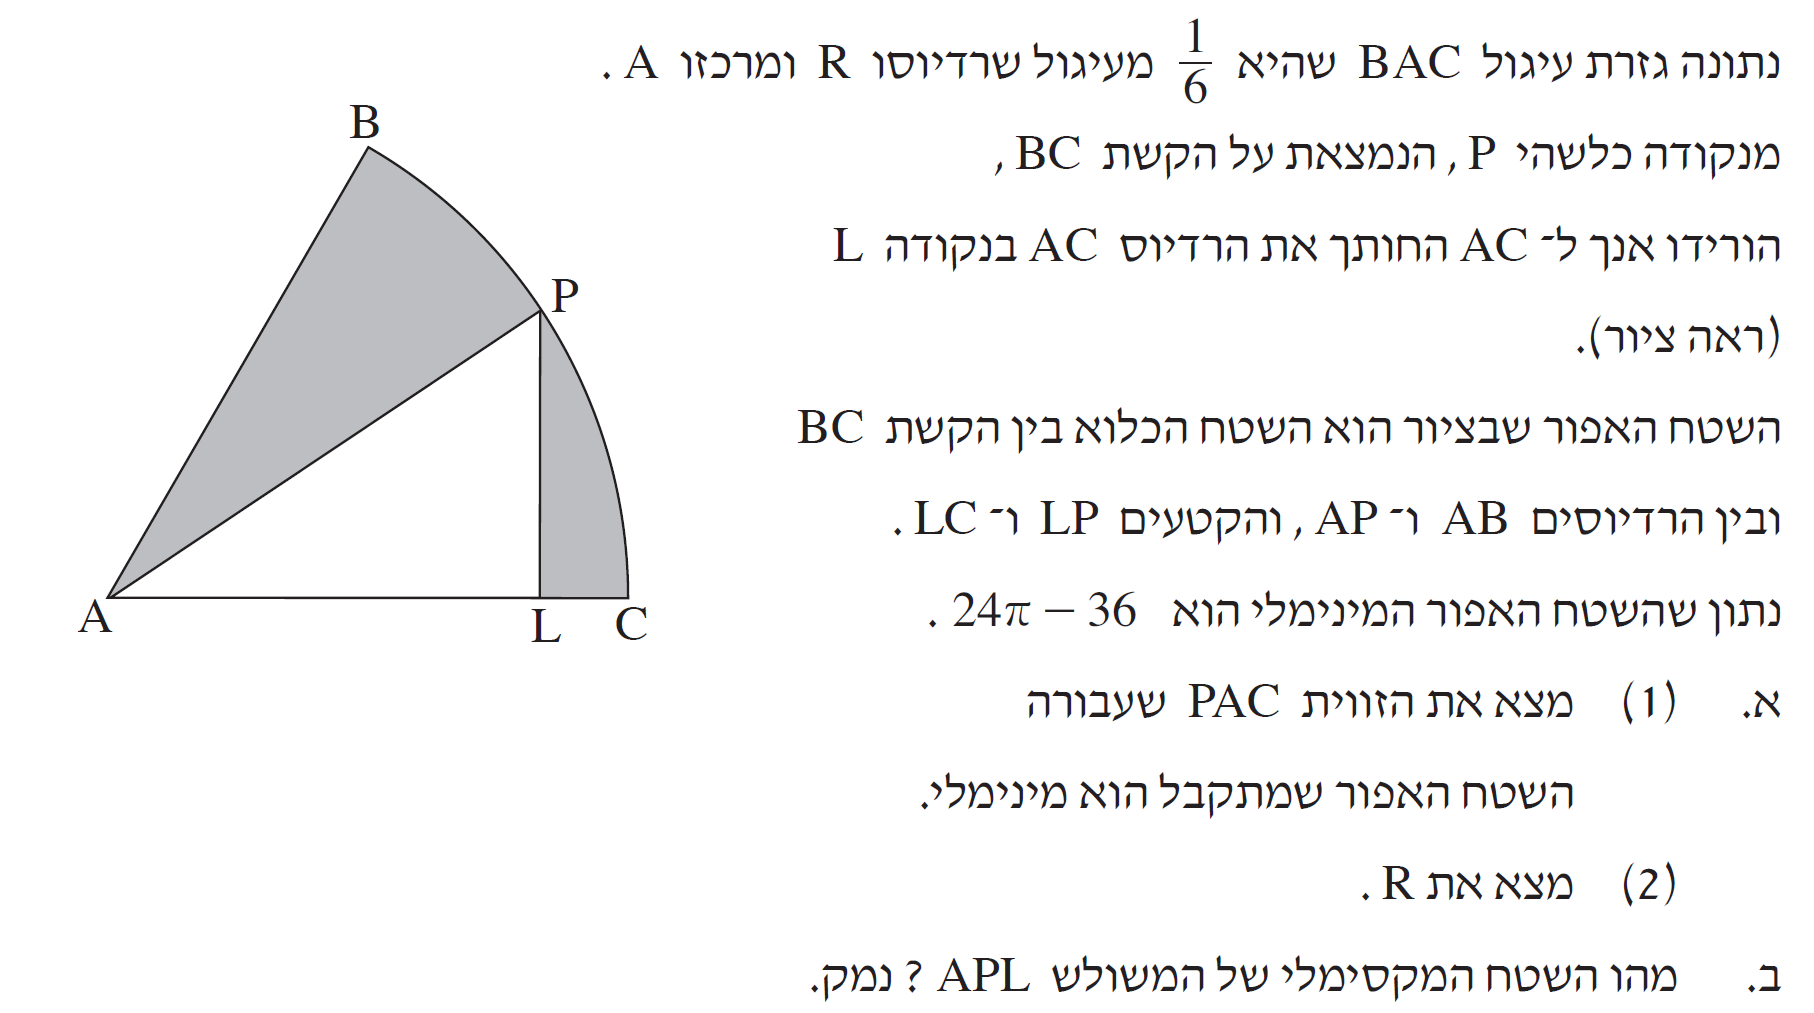 נתונה גזרת עיגול BAC שהיא 1/6 מעיגול שרדיוסו R ומרכזו A .
מנקודה כלשהי P , הנמצאת על הקשת BC ,
הורידו אנך ל־ AC החותך את הרדיוס AC בנקודה L
(ראה ציור).
השטח האפור שבציור הוא השטח הכלוא בין הקשת BC
ובין הרדיוסים AB ו־ AP , והקטעים LP ו־ LC .
נתון שהשטח האפור המינימלי הוא 24π − 36 .
א. (1) מצא את הזווית PAC שעבורה
השטח האפור שמתקבל הוא מינימלי.
(2) מצא את R .
ב. מהו השטח המקסימלי של המשולש APL ? נמק.
B
P
A
L
C